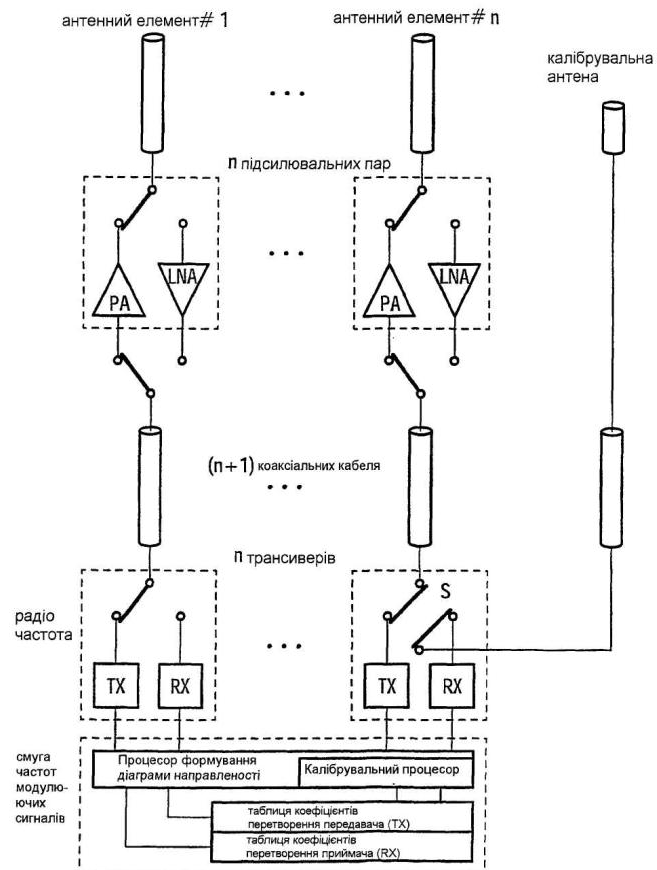 антенний елемент# 1
антенний елемент# n
калібрувальна
антена
n підсилювальних пар
PA
LNA
PA
LNA
(n+1) коаксіальних кабеля
n трансиверів
радіо
частота
S
TX
RX
TX
RX
смуга
частот
модулю-
ючих
сигналів
Процесор формування
діаграми направленості
Калібрувальний процесор
таблиця коефіцієнтів
перетворення передавача (TX)
таблиця коефіцієнтів
перетворення приймача (RX)